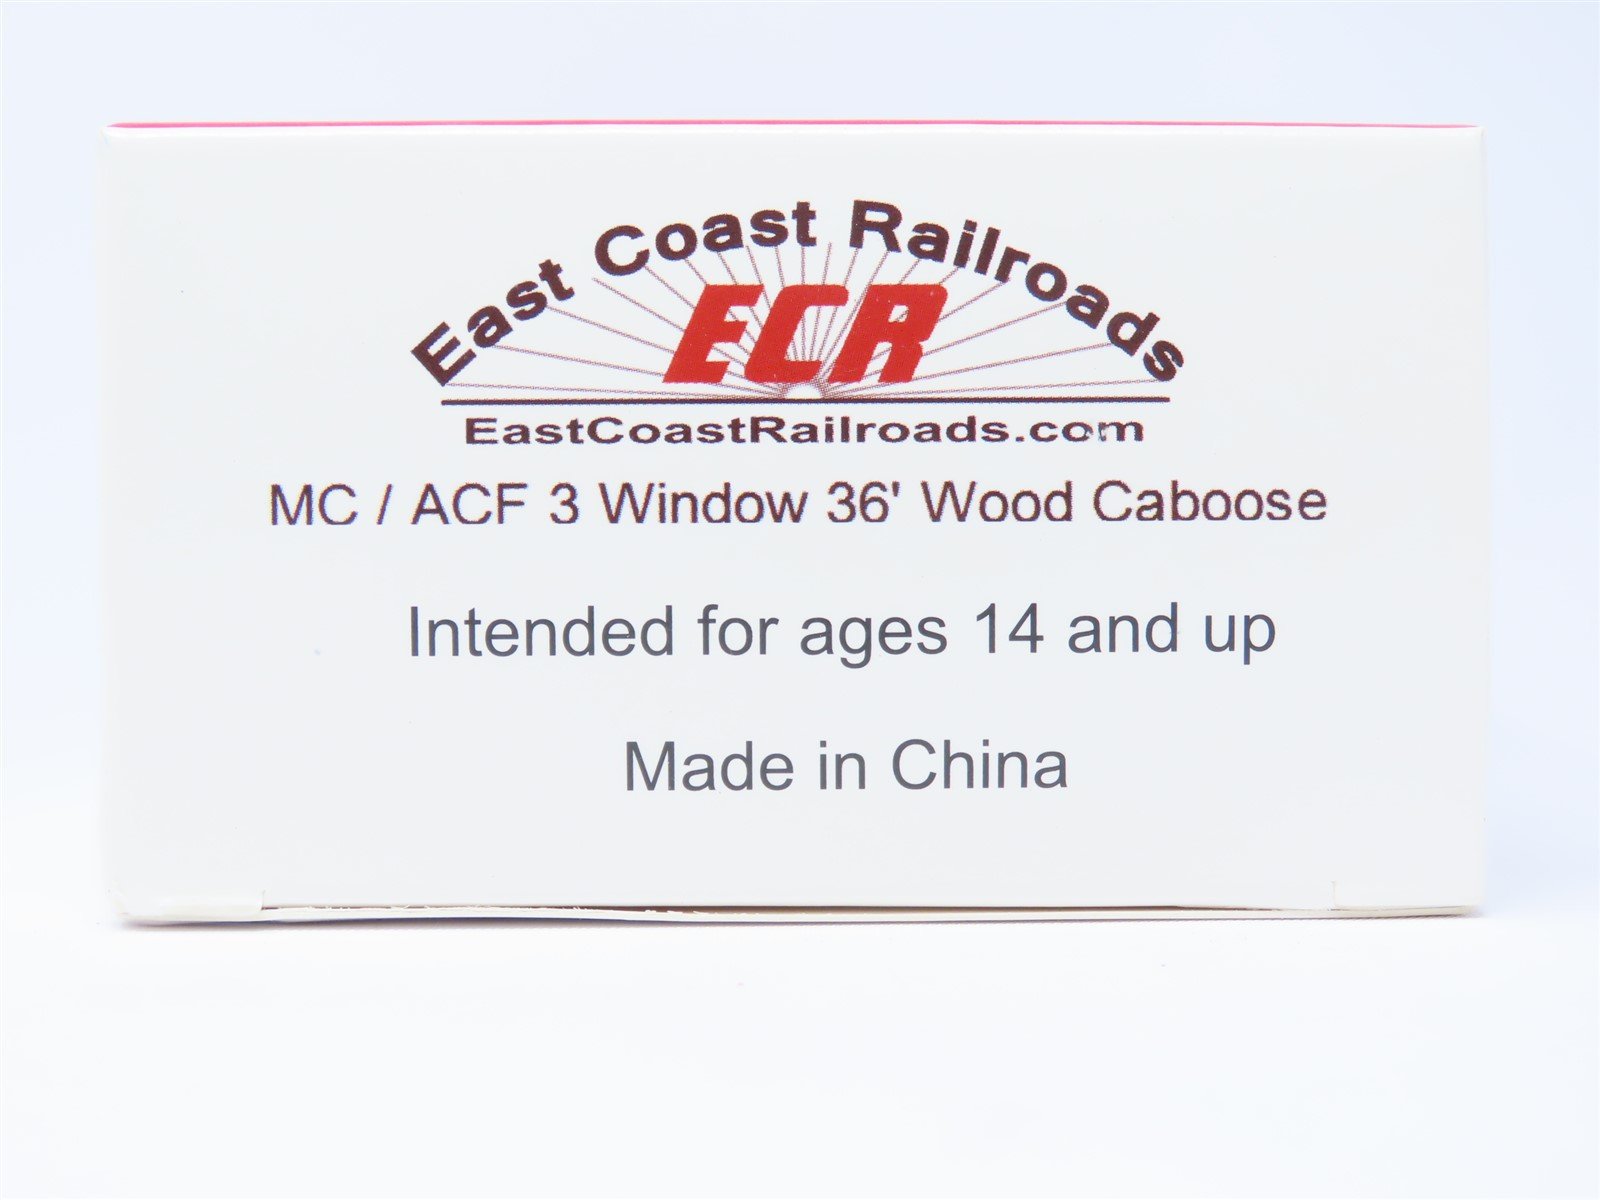 East Coast Railroads
ECR
EastCoastRailroads.com
MC / ACF 3 Window 36' Wood Caboose
Intended for ages 14 and up
Made in China